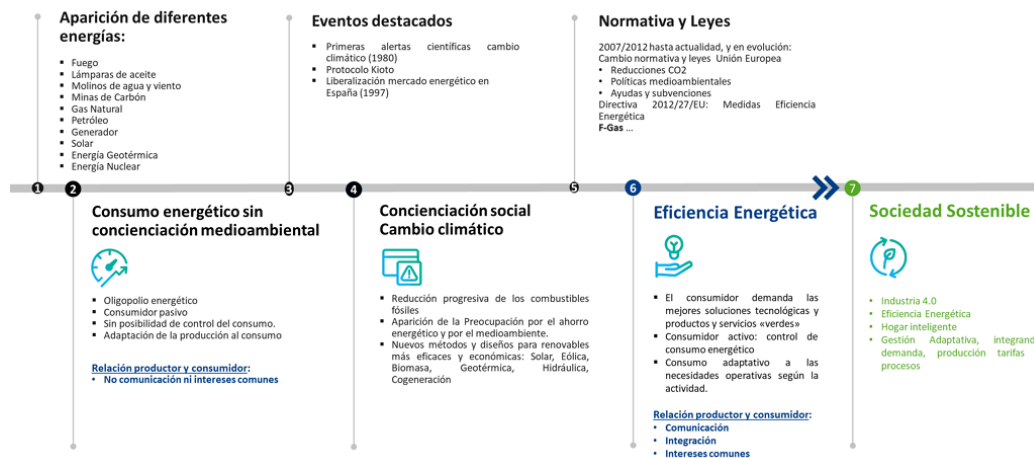 Aparición de diferentes
energías:
▪ Fuego
▪ Lámparas de aceite
▪ Molinos de agua y viento
▪ Minas de Carbón
▪ Gas Natural
▪ Petróleo
▪ Generador
▪ Solar
▪ Energía Geotérmica
▪ Energía Nuclear
Eventos destacados
▪ Primeras alertas científicas cambio
climático (1980)
▪ Protocolo Kioto
▪ Liberalización mercado energético en
España (1997)
Normativa y Leyes
2007/2012 hasta actualidad, y en evolución:
Cambio normativa y leyes Unión Europea
• Reducciones CO2
• Políticas medioambientales
• Ayudas y subvenciones
Directiva 2012/27/EU: Medidas Eficiencia
Energética
F-Gas ...
1
2
3
4
5
6
7
Consumo energético sin
concienciación medioambiental
▪ Oligopolio energético
▪ Consumidor pasivo
▪ Sin posibilidad de control del consumo.
▪ Adaptación de la producción al consumo
Relación productor y consumidor:
• No comunicación ni intereses comunes
Concienciación social
Cambio climático
▪ Reducción progresiva de los combustibles
fósiles
▪ Aparición de la Preocupación por el ahorro
energético y por el medioambiente.
▪ Nuevos métodos y diseños para renovables
más eficaces y económicas: Solar, Eólica,
Biomasa, Geotérmica, Hidráulica,
Cogeneración
Eficiencia Energética
▪ El consumidor demanda las
mejores soluciones tecnológicas y
productos y servicios «verdes»
▪ Consumidor activo: control de
consumo energético
▪ Consumo adaptativo a las
necesidades operativas según la
actividad.
Relación productor y consumidor:
• Comunicación
• Integración
• Intereses comunes
Sociedad Sostenible
▪ Industria 4.0
▪ Eficiencia Energética
▪ Hogar inteligente
▪ Gestión Adaptativa, integrand
demanda, producción tarifas
procesos